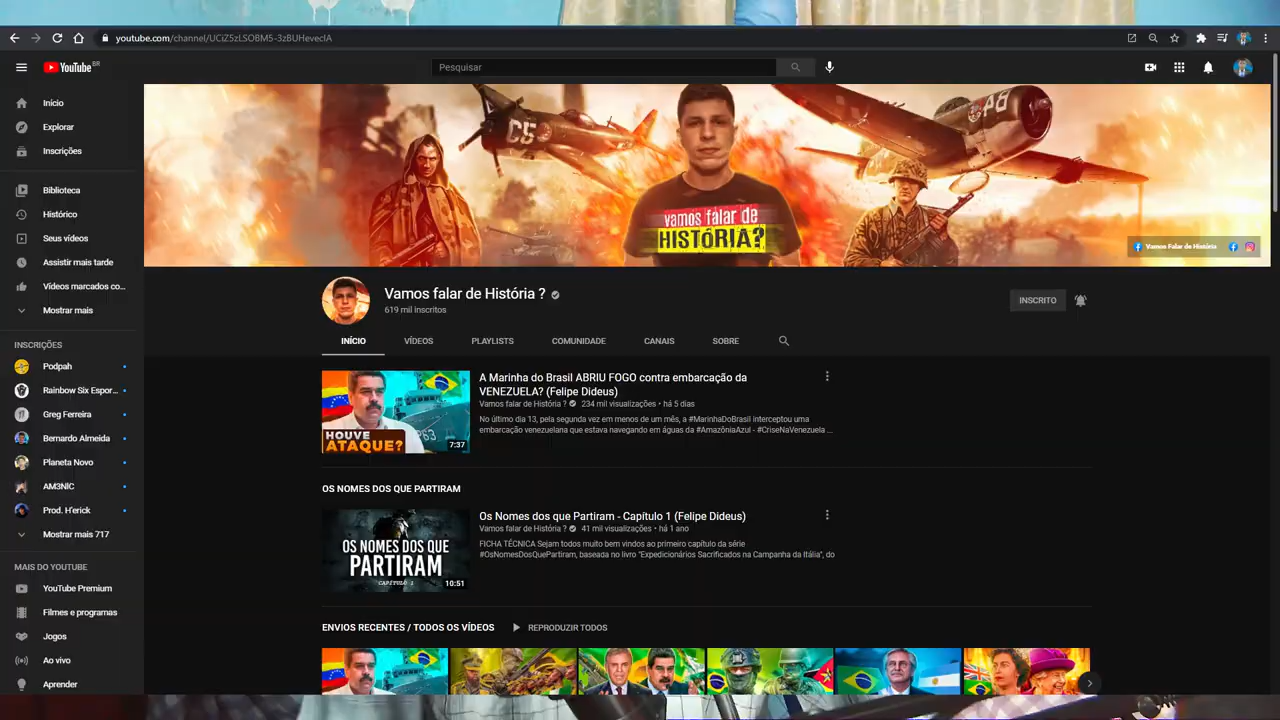 youtube.com/channel/UCiZ5zLSOBM5-3zBUHevecIA
YouTube BR
Pesquisar
Início
Explorar
Inscrições
Biblioteca
Histórico
Seus vídeos
Assistir mais tarde
Vídeos marcados co...
Mostrar mais
INSCRIÇÕES
Podpah
Rainbow Six Espor...
Greg Ferreira
Bernardo Almeida
Planeta Novo
AM3NIC
Prod. H'erick
Mostrar mais 717
MAIS DO YOUTUBE
YouTube Premium
Filmes e programas
Jogos
Ao vivo
Aprender
C5
P8
vamos falar de
HISTÓRIA?
Vamos Falar de História
Vamos falar de História ?
619 mil inscritos
INSCRITO
INÍCIO
VÍDEOS
PLAYLISTS
COMUNIDADE
CANAIS
SOBRE
HOUVE
ATAQUE?
7:37
A Marinha do Brasil ABRIU FOGO contra embarcação da
VENEZUELA? (Felipe Dideus)
Vamos falar de História ? 234 mil visualizações • há 5 dias
No último dia 13, pela segunda vez em menos de um mês, a #MarinhaDoBrasil interceptou uma
embarcação venezuelana que estava navegando em águas da #AmazôniaAzul - #CriseNaVenezuela ...
OS NOMES DOS QUE PARTIRAM
OS NOMES DOS QUE
PARTIRAM
CAPÍTULO 1
10:51
Os Nomes dos que Partiram - Capítulo 1 (Felipe Dideus)
Vamos falar de História ? 41 mil visualizações • há 1 ano
FICHA TÉCNICA Sejam todos muito bem vindos ao primeiro capítulo da série
#OsNomesDosQuePartiram, baseada no livro "Expedicionários Sacrificados na Campanha da Itália", do
ENVIOS RECENTES / TODOS OS VÍDEOS
REPRODUZIR TODOS